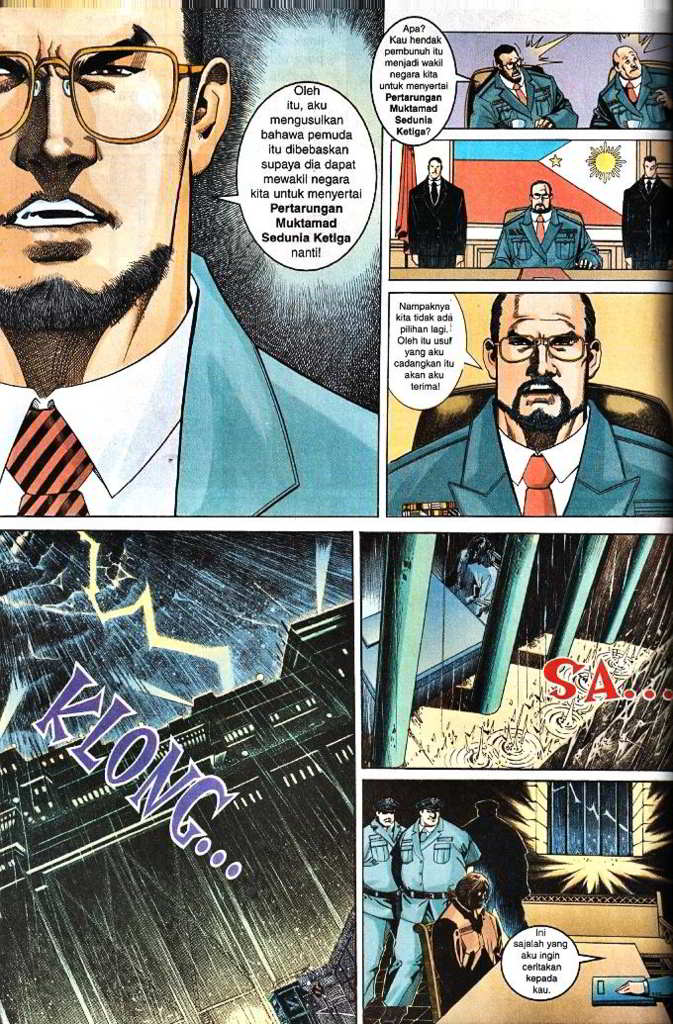 Oleh
itu, aku
mengusulkan
bahawa pemuda
itu dibebaskan
supaya dia dapat
mewakil negara
kita untuk menyertai
Pertarungan
Muktamad
Sedunia Ketiga
nanti!
Apa?
Kau hendak
pembunuh itu
menjadi wakil
negara kita
untuk menyertai
Pertarungan
Muktamad
Sedunia
Ketiga?
Nampaknya
kita tidak ada
pilihan lagi.
Oleh itu usul
yang aku
cadangkan itu
akan aku
terima!
KLONG...
SA...
Ini
sajalah yang
aku ingin
ceritakan
kepada
kau.